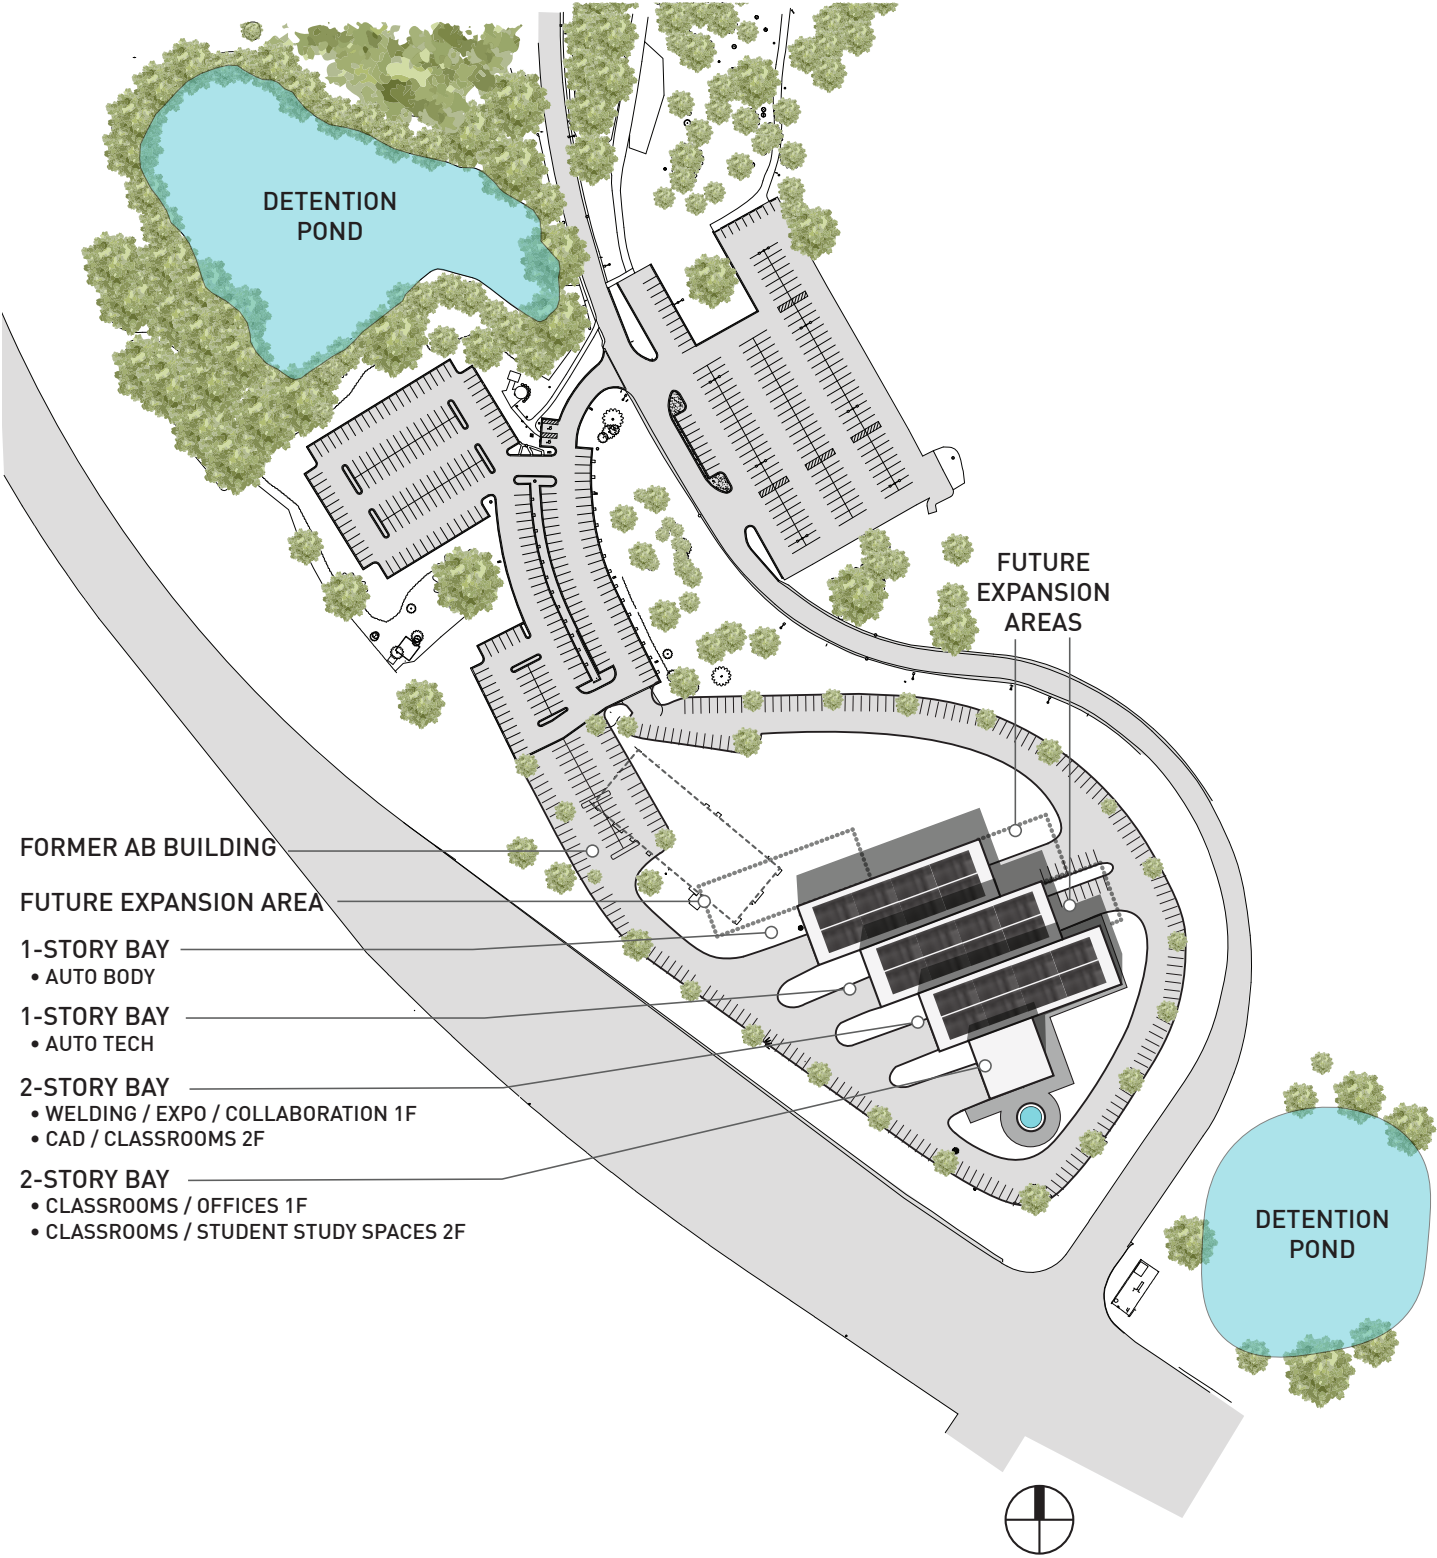 DETENTION
POND
FUTURE
EXPANSION
AREAS
FORMER AB BUILDING
FUTURE EXPANSION AREA
1-STORY BAY
• AUTO BODY
1-STORY BAY
• AUTO TECH
2-STORY BAY
• WELDING / EXPO / COLLABORATION 1F
• CAD / CLASSROOMS 2F
2-STORY BAY
• CLASSROOMS / OFFICES 1F
• CLASSROOMS / STUDENT STUDY SPACES 2F
DETENTION
POND